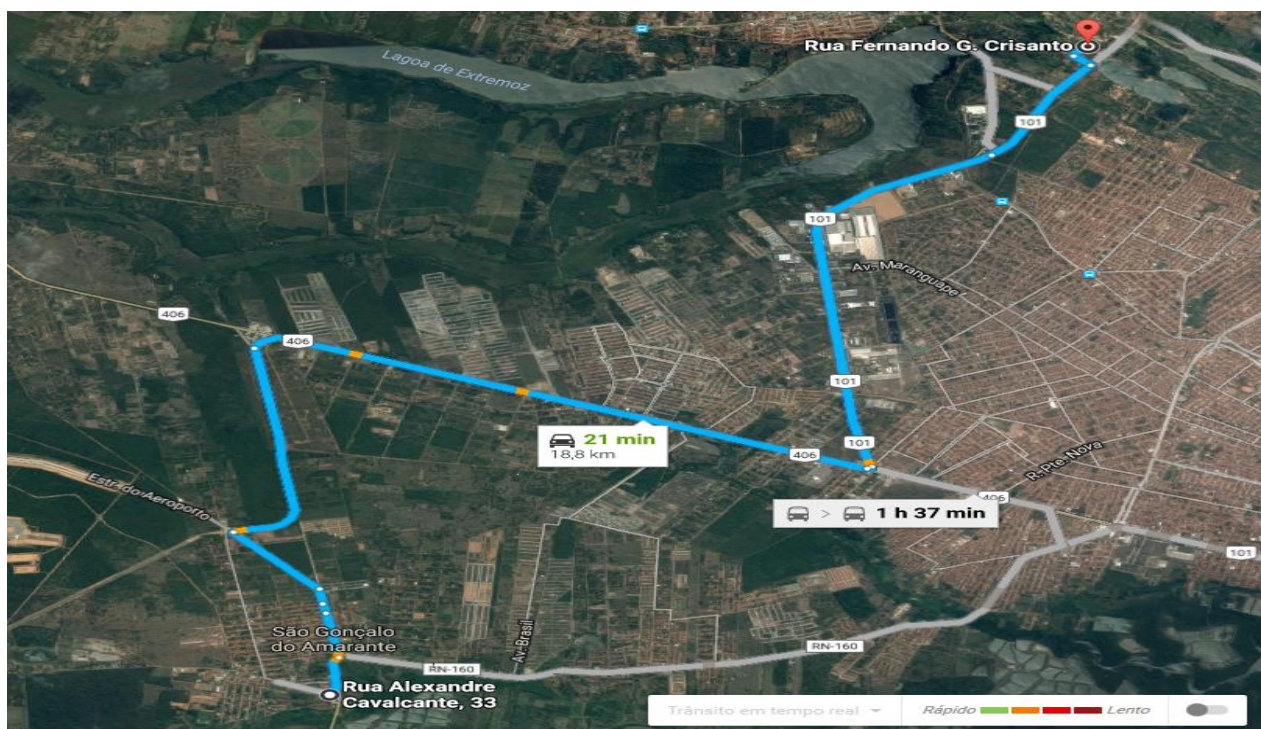 Rua Fernando G. Crisanto
Lagoa de Extremoz
101
101
Av. Maranguape
406
406
101
21 min
18,8 km
101
406
R. Pte. Nova
406
> 1 h 37 min
Estr. do Aeroporto
101
São Gonçalo
do Amarante
Av. Brasil
RN-160
RN-160
Rua Alexandre
Cavalcante, 33
Trânsito em tempo real
Rápido Lento